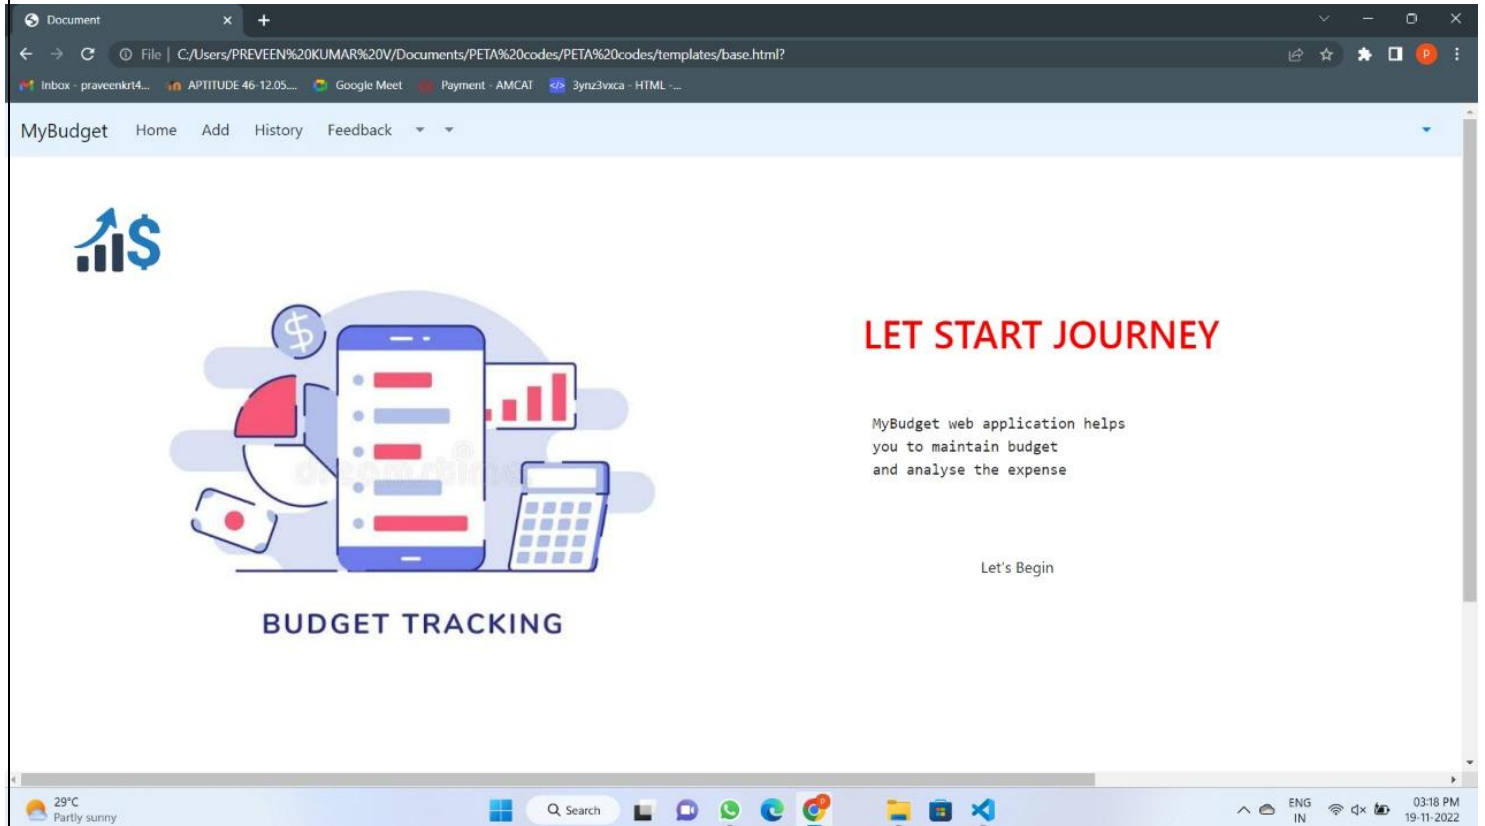 Document
File | C:/Users/PREVEEN%20KUMAR%20V/Documents/PETA%20codes/PETA%20codes/templates/base.html?
P
Inbox - praveenkrt4... APTITUDE 46-12.05.... Google Meet Payment - AMCAT 3ynz3vxca - HTML -...
MyBudget Home Add History Feedback
$
$
LET START JOURNEY
MyBudget web application helps
you to maintain budget
and analyse the expense
dreamstime.
Let's Begin
BUDGET TRACKING
29°C
Partly sunny
Search
P
ENG
IN
03:18 PM
19-11-2022